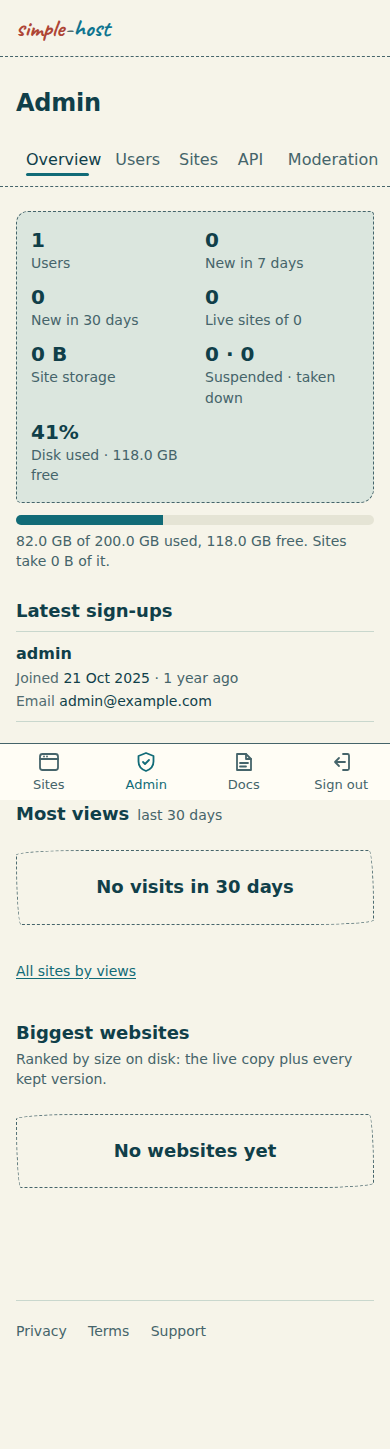 simple-host
Admin
Overview Users Sites API Moderation
1
Users
0
New in 7 days
0
New in 30 days
0
Live sites of 0
0 B
Site storage
0 · 0
Suspended · taken
down
41%
Disk used · 118.0 GB
free
82.0 GB of 200.0 GB used, 118.0 GB free. Sites
take 0 B of it.
Latest sign-ups
admin
Joined 21 Oct 2025 · 1 year ago
Email admin@example.com
Sites Admin Docs Sign out
Most views last 30 days
No visits in 30 days
All sites by views
Biggest websites
Ranked by size on disk: the live copy plus every
kept version.
No websites yet
Privacy Terms Support